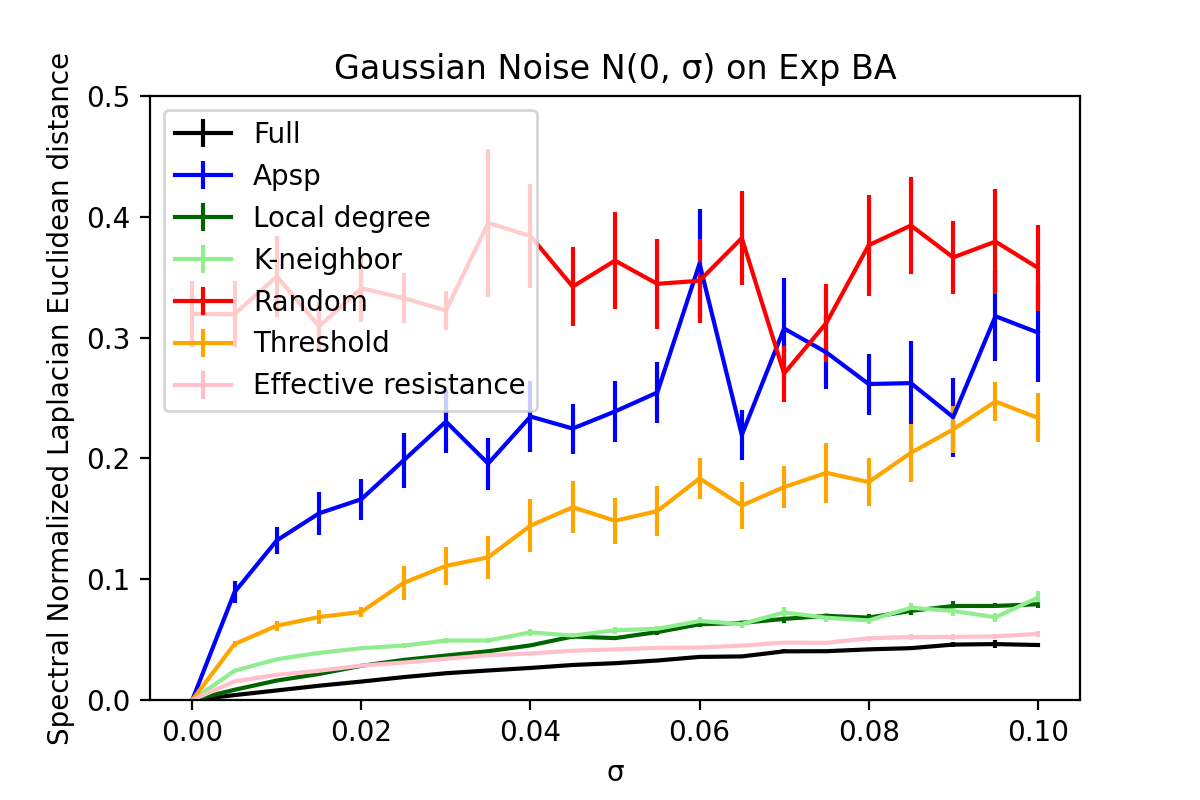 Gaussian Noise N(0, σ) on Exp BA
Spectral Normalized Laplacian Euclidean distance
0.5
0.4
0.3
0.2
0.1
0.0
Full
Apsp
Local degree
K-neighbor
Random
Threshold
Effective resistance
0.00 0.02 0.04 0.06 0.08 0.10
σ